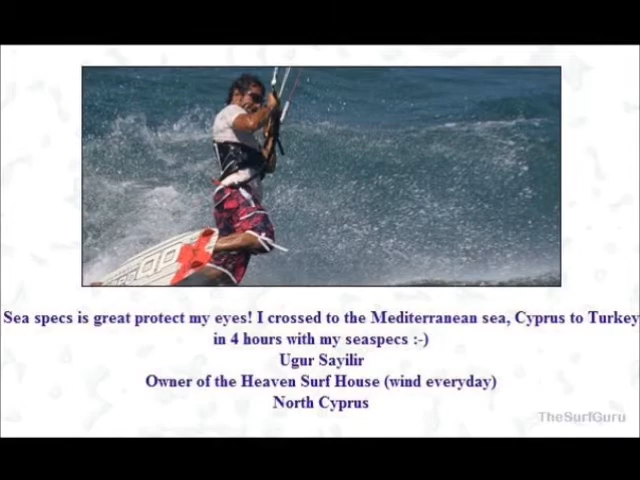 Sea specs is great protect my eyes! I crossed to the Mediterranean sea, Cyprus to Turkey
in 4 hours with my seaspecs :-)
Ugur Sayilir
Owner of the Heaven Surf House (wind everyday)
North Cyprus
TheSurfGuru